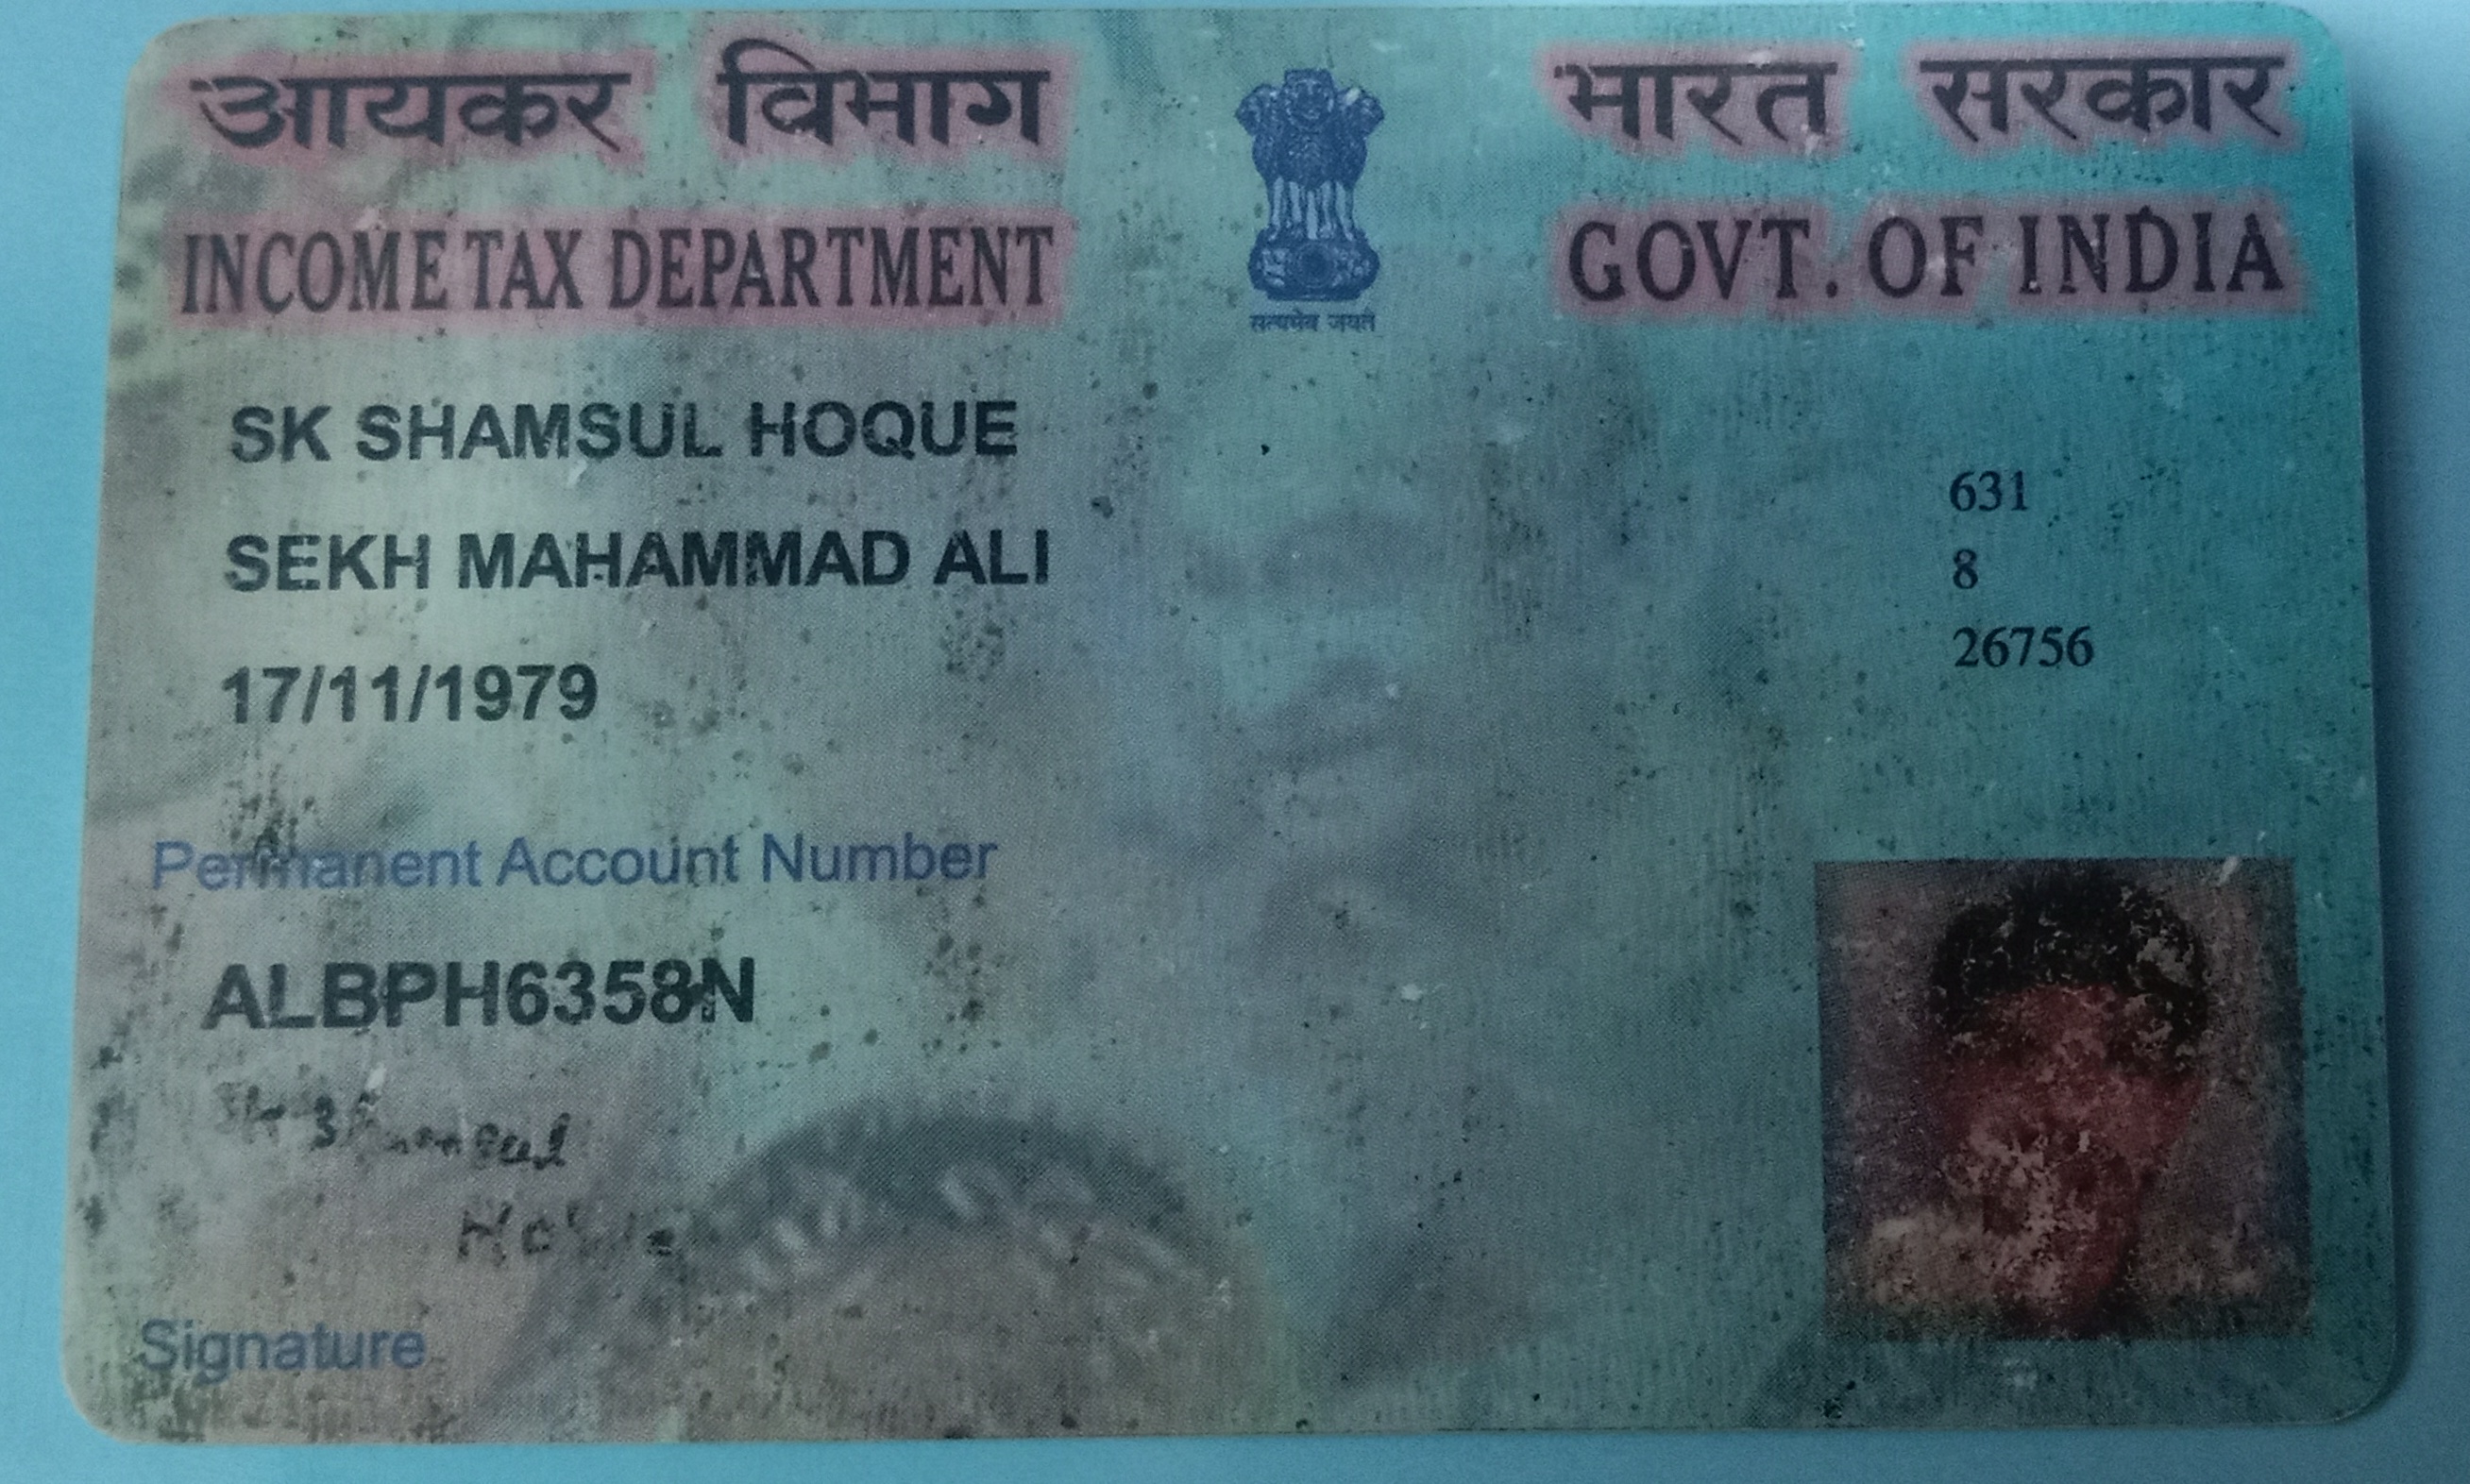 आयकर विभाग
भारत सरकार
INCOME TAX DEPARTMENT
GOVT. OF INDIA
सत्यमेव जयते
SK SHAMSUL HOQUE
SEKH MAHAMMAD ALI
17/11/1979
631
8
26756
Permanent Account Number
ALBPH6358N
Signature